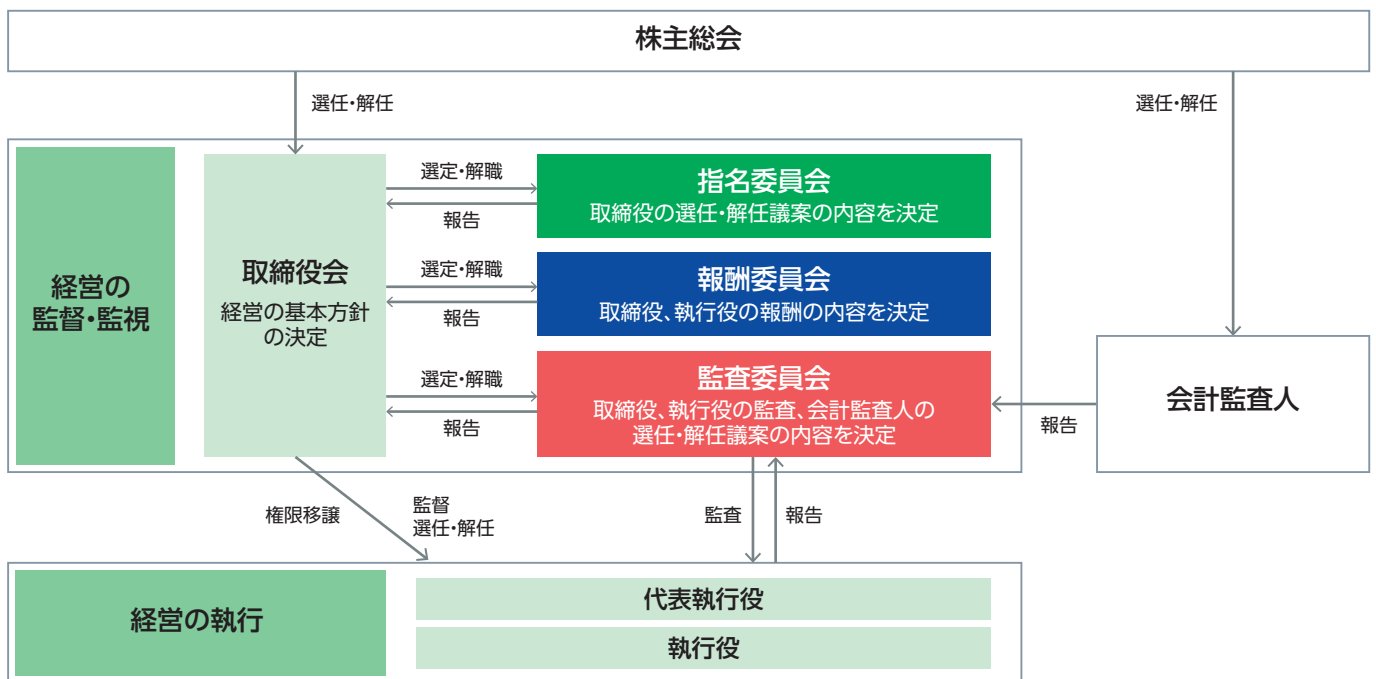 株主総会
選任・解任
選任・解任
経営の
監督・監視
取締役会
経営の基本方針
の決定
選定・解職
報告
指名委員会
取締役の選任・解任議案の内容を決定
選定・解職
報告
報酬委員会
取締役、執行役の報酬の内容を決定
選定・解職
報告
監査委員会
取締役、執行役の監査、会計監査人の
選任・解任議案の内容を決定
報告
会計監査人
権限移譲
監督
選任・解任
監査
報告
経営の執行
代表執行役
執行役